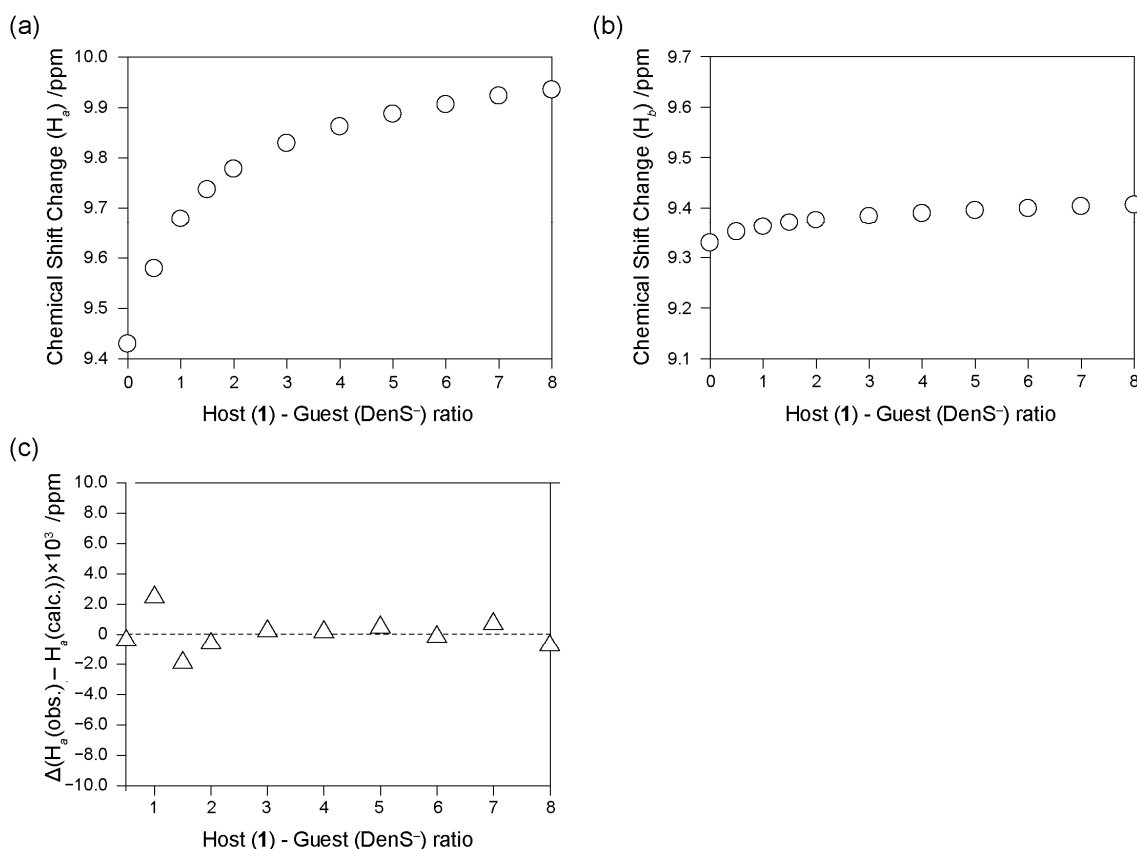 (a)
Chemical Shift Change (Ha) /ppm
10.0
9.9
9.8
9.7
9.6
9.5
9.4
0 1 2 3 4 5 6 7 8
Host (1) - Guest (DenS⁻) ratio
(b)
Chemical Shift Change (Hb) /ppm
9.7
9.6
9.5
9.4
9.3
9.2
9.1
0 1 2 3 4 5 6 7 8
Host (1) - Guest (DenS⁻) ratio
(c)
Δ(Ha(obs.) – Ha(calc.))×10³ /ppm
10.0
8.0
6.0
4.0
2.0
0
−2.0
−4.0
−6.0
−8.0
−10.0
1 2 3 4 5 6 7 8
Host (1) - Guest (DenS⁻) ratio